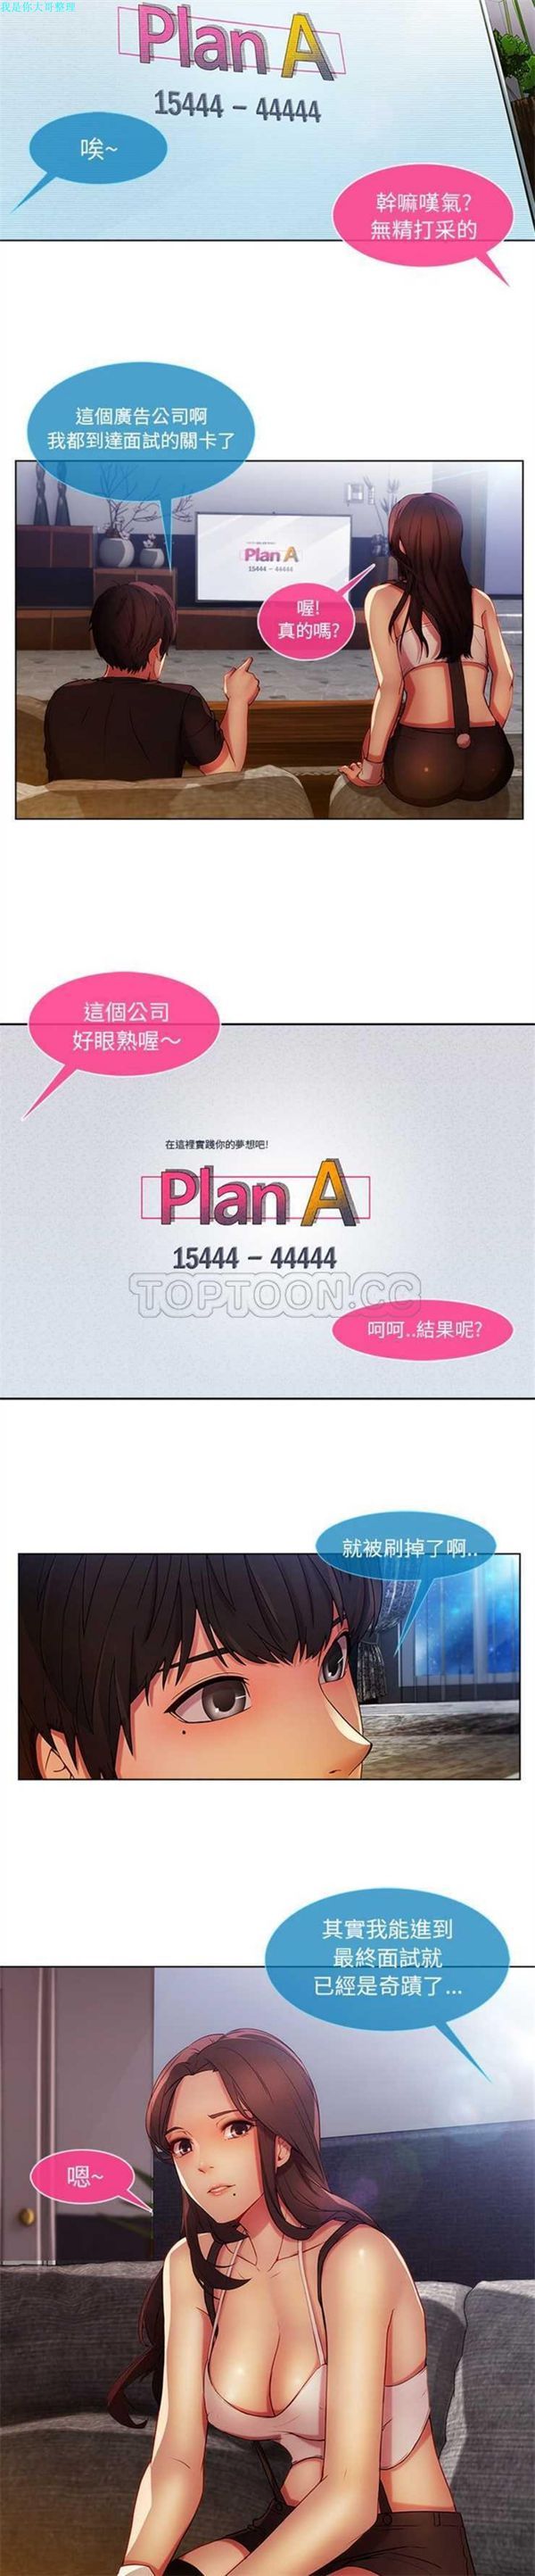 我是你大哥整理
Plan A
15444 - 44444
唉~
幹嘛嘆氣?
無精打采的
這個廣告公司啊
我都到達面試的關卡了
Plan A
15444 - 44444
喔!
真的嗎?
這個公司
好眼熟喔～
在這裡實踐你的夢想吧!
Plan A
15444 - 44444
TOPTOON.CC
呵呵..結果呢?
就被刷掉了啊..
其實我能進到
最終面試就
已經是奇蹟了...
嗯~